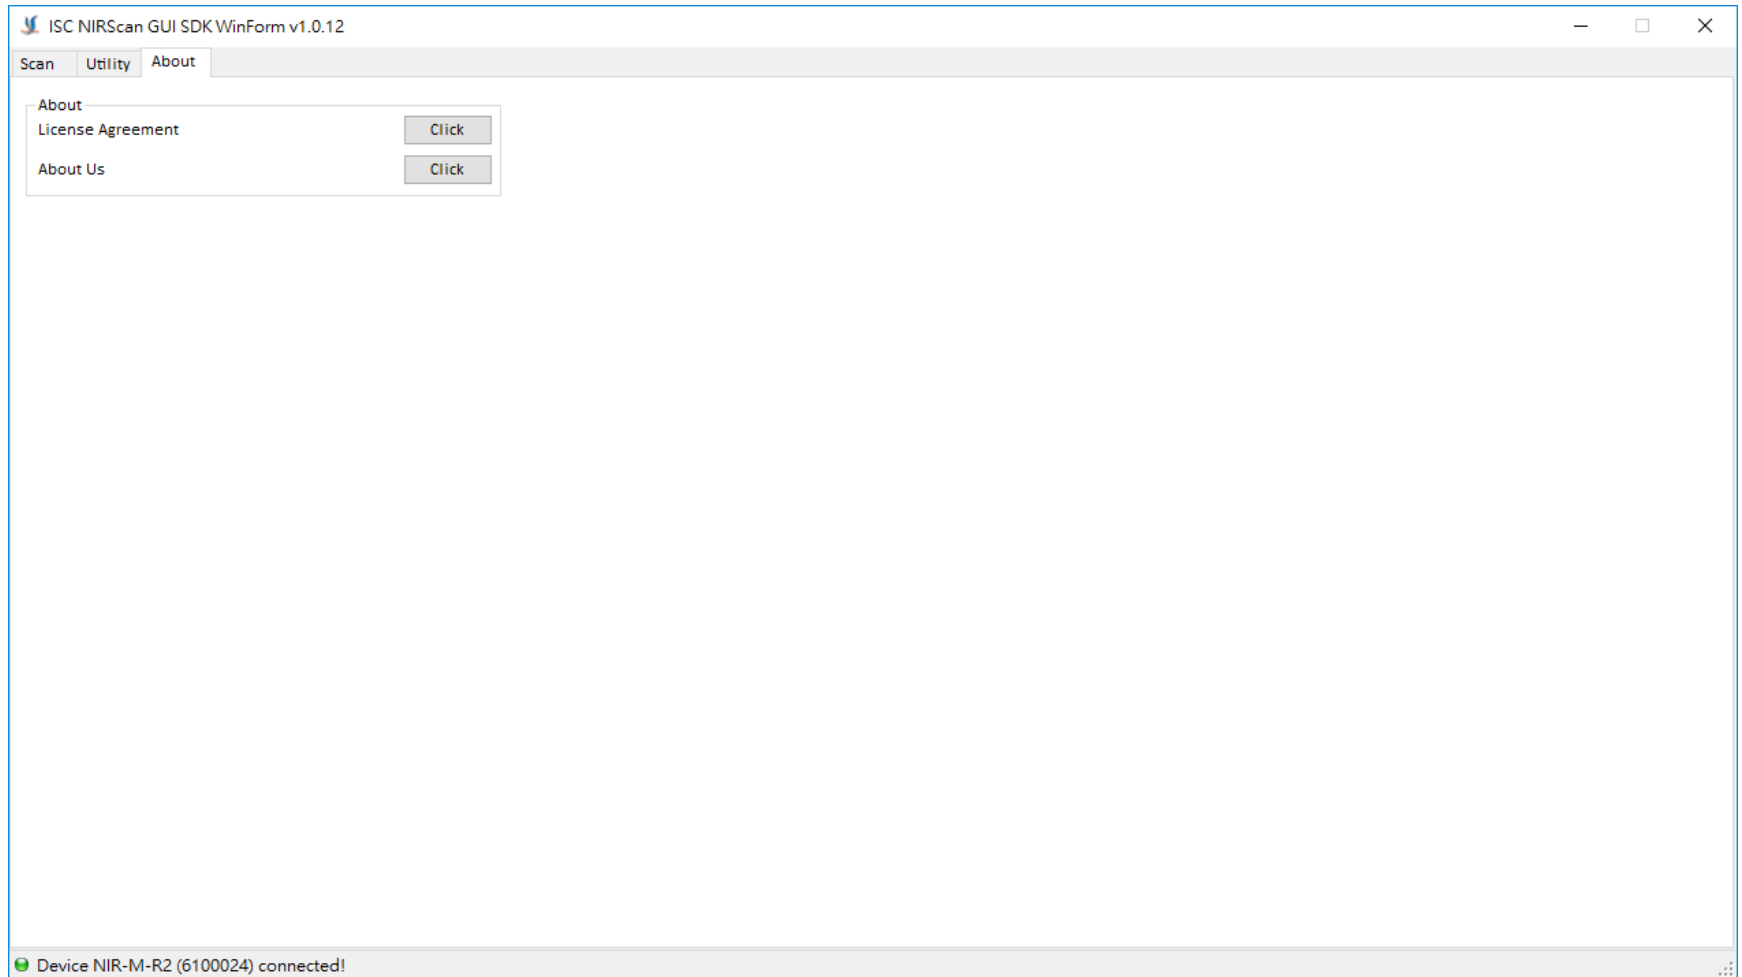 ISC NIRScan GUI SDK WinForm v1.0.12
Scan Utility About
About
License Agreement Click
About Us Click
Device NIR-M-R2 (6100024) connected!